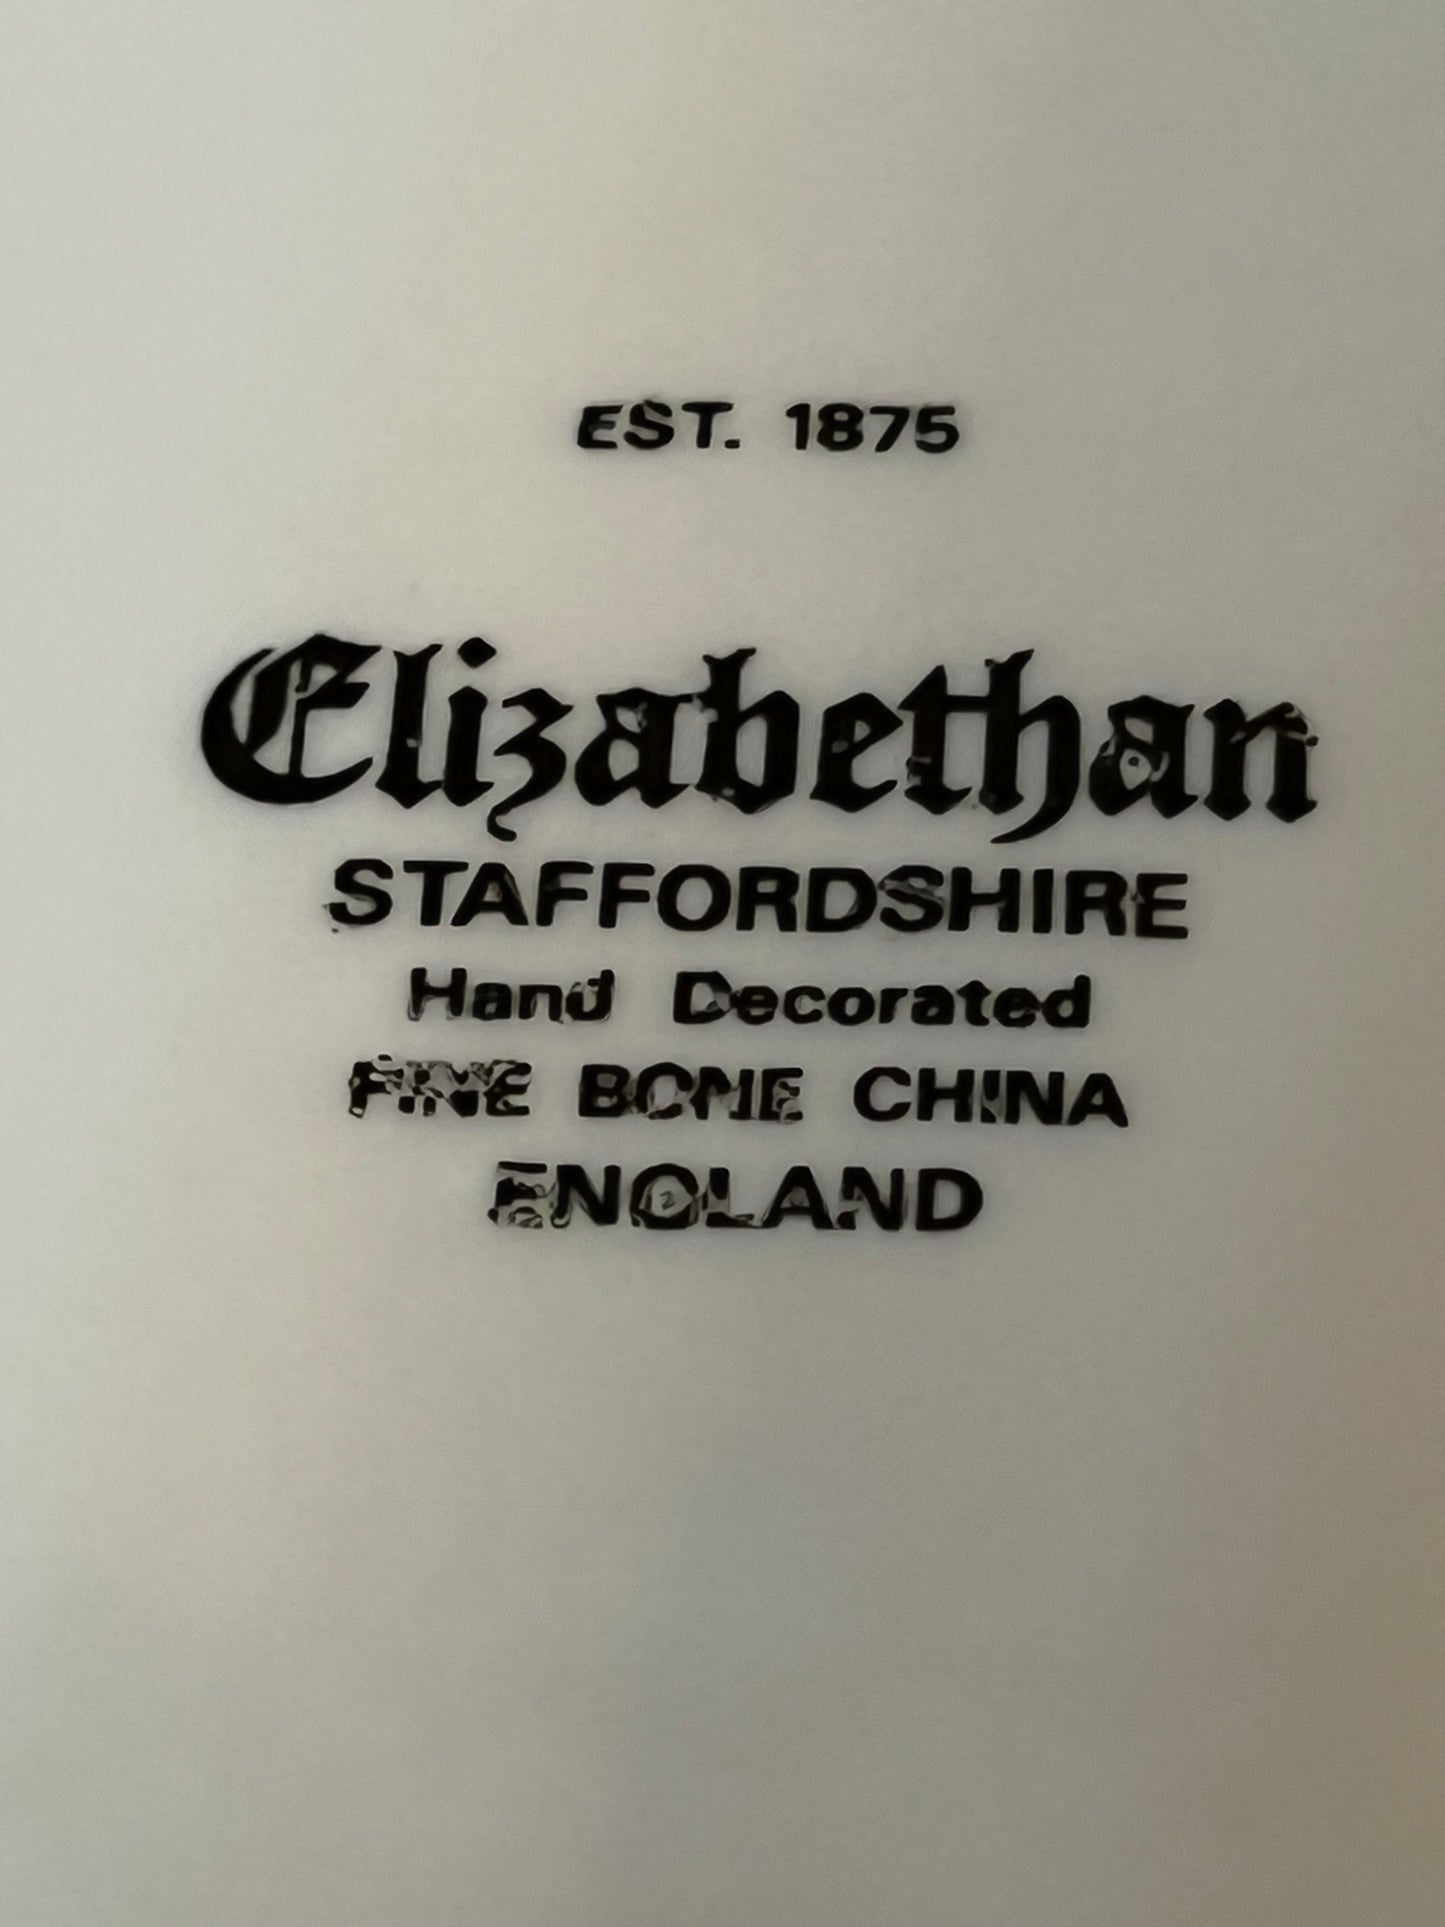 EST. 1875
Elizabethan
STAFFORDSHIRE
Hand Decorated
FINE BONE CHINA
ENGLAND